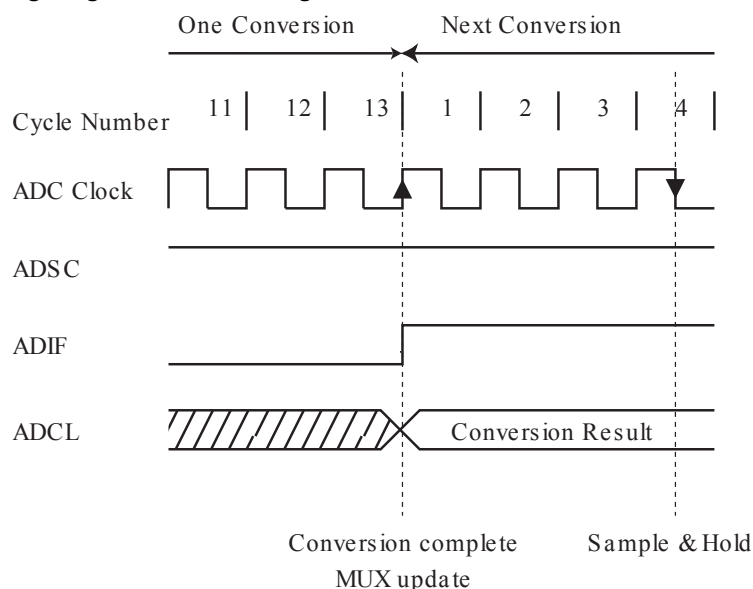 One Conversion Next Conversion
Cycle Number 11 12 13 1 2 3 4
ADC Clock
ADSC
ADIF
ADCL Conversion Result
Conversion complete Sample & Hold
MUX update